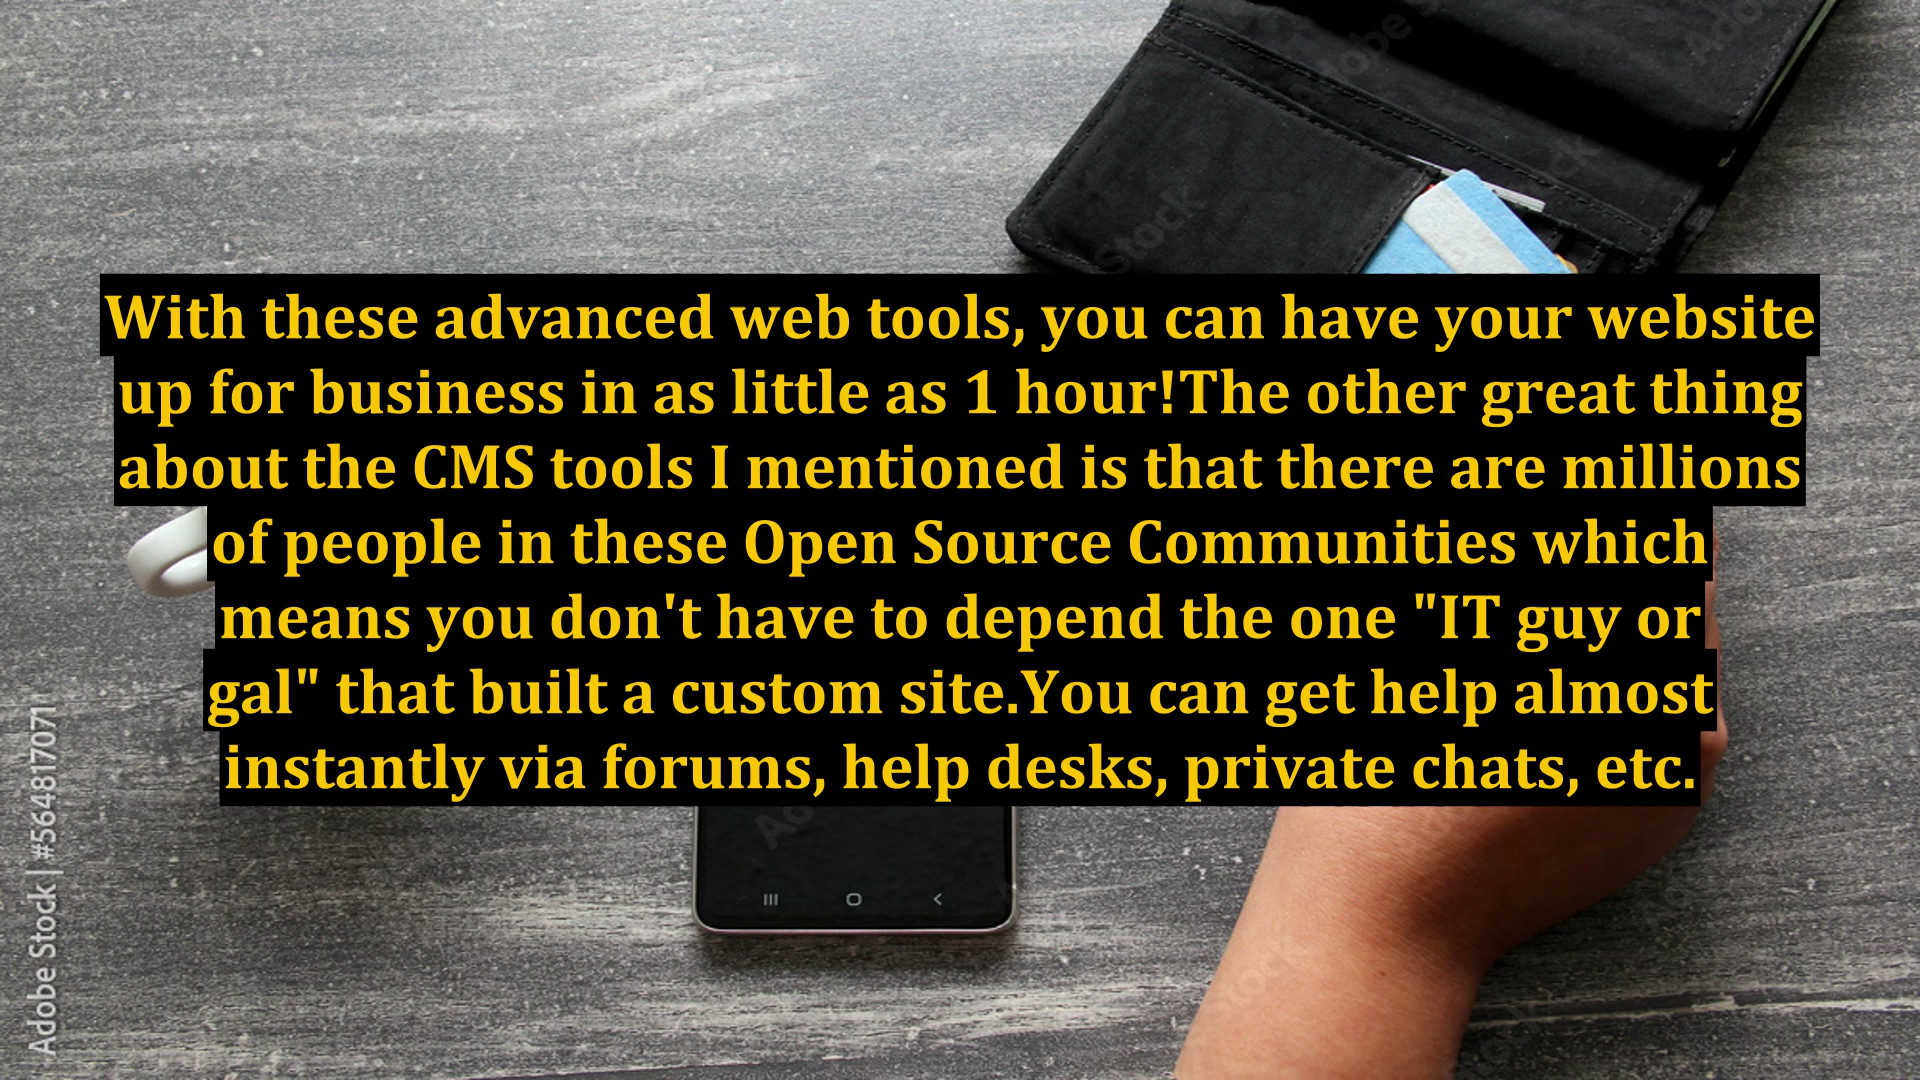 With these advanced web tools, you can have your website
up for business in as little as 1 hour!The other great thing
about the CMS tools I mentioned is that there are millions
of people in these Open Source Communities which
means you don't have to depend the one "IT guy or
gal" that built a custom site.You can get help almost
instantly via forums, help desks, private chats, etc.
Adobe Stock | #564817071